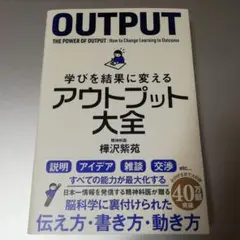 OUTPUT
THE POWER OF OUTPUT : How to Change Learning to Outcome
学びを結果に変える
アウトプット
大全
精神科医
樺沢紫苑
説明 アイデア 雑談 交渉 etc...
すべての能力が最大化する
日本一情報を発信する精神科医が贈る
脳科学に裏付けられた
伝え方・書き方・動き方
40万部
突破